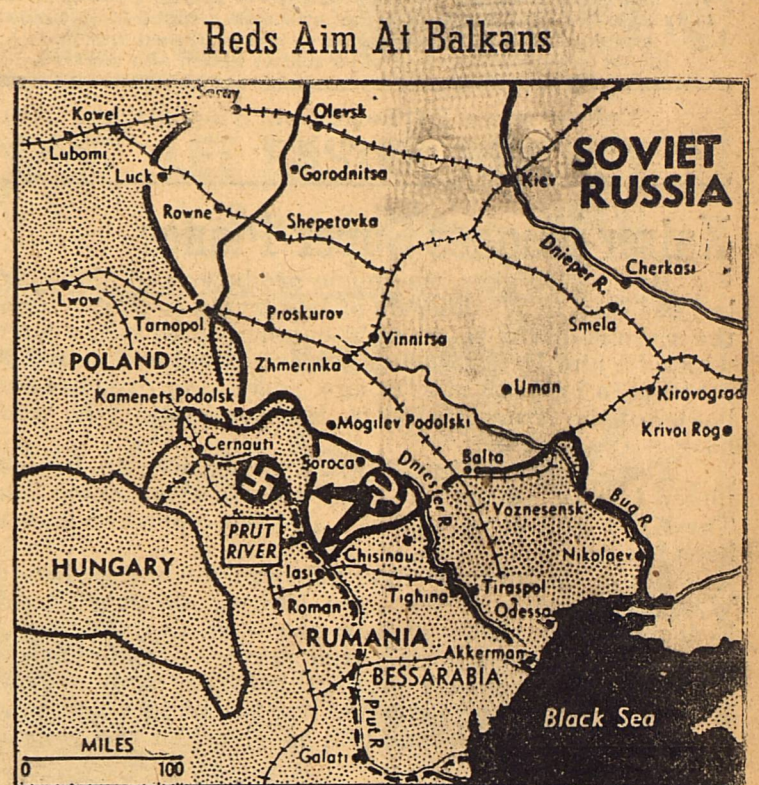 Reds Aim At Balkans
Kowel
Olevsk
Lubomi
SOVIET
RUSSIA
Luck
Gorodnitsa
Kiev
Rowne
Shepetovka
Dnieper R.
Cherkasi
Lwow
Tarnopol
Proskurov
Smela
Vinnitsa
POLAND
Zhmerinka
Kamenets Podolsk
Uman
Kirovograd
Mogilev Podolski
Krivoi Rog
Cernauti
Soroca
Dniester R
Balta
Voznesensk
Bug R
PRUT
RIVER
Chisinau
Nikolaev
HUNGARY
Iasi
Tighina
Tiraspol
Roman
Odessa
RUMANIA
Akkerman
BESSARABIA
Prut R
Black Sea
MILES
Galati
0 100